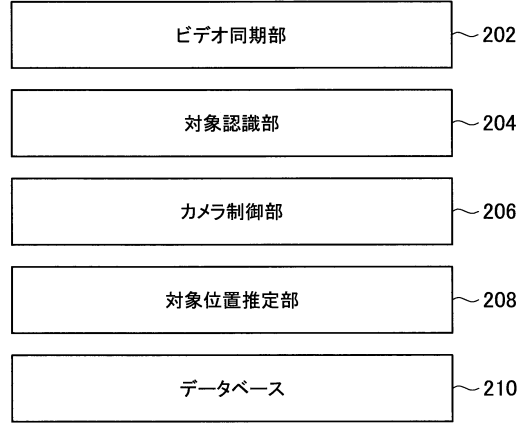 ビデオ同期部 202
対象認識部 204
カメラ制御部 206
対象位置推定部 208
データベース 210